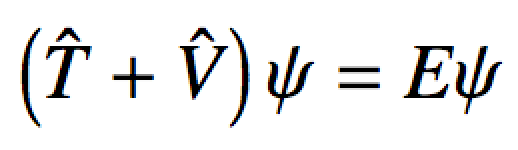 (T̂ + V̂) ψ = Eψ